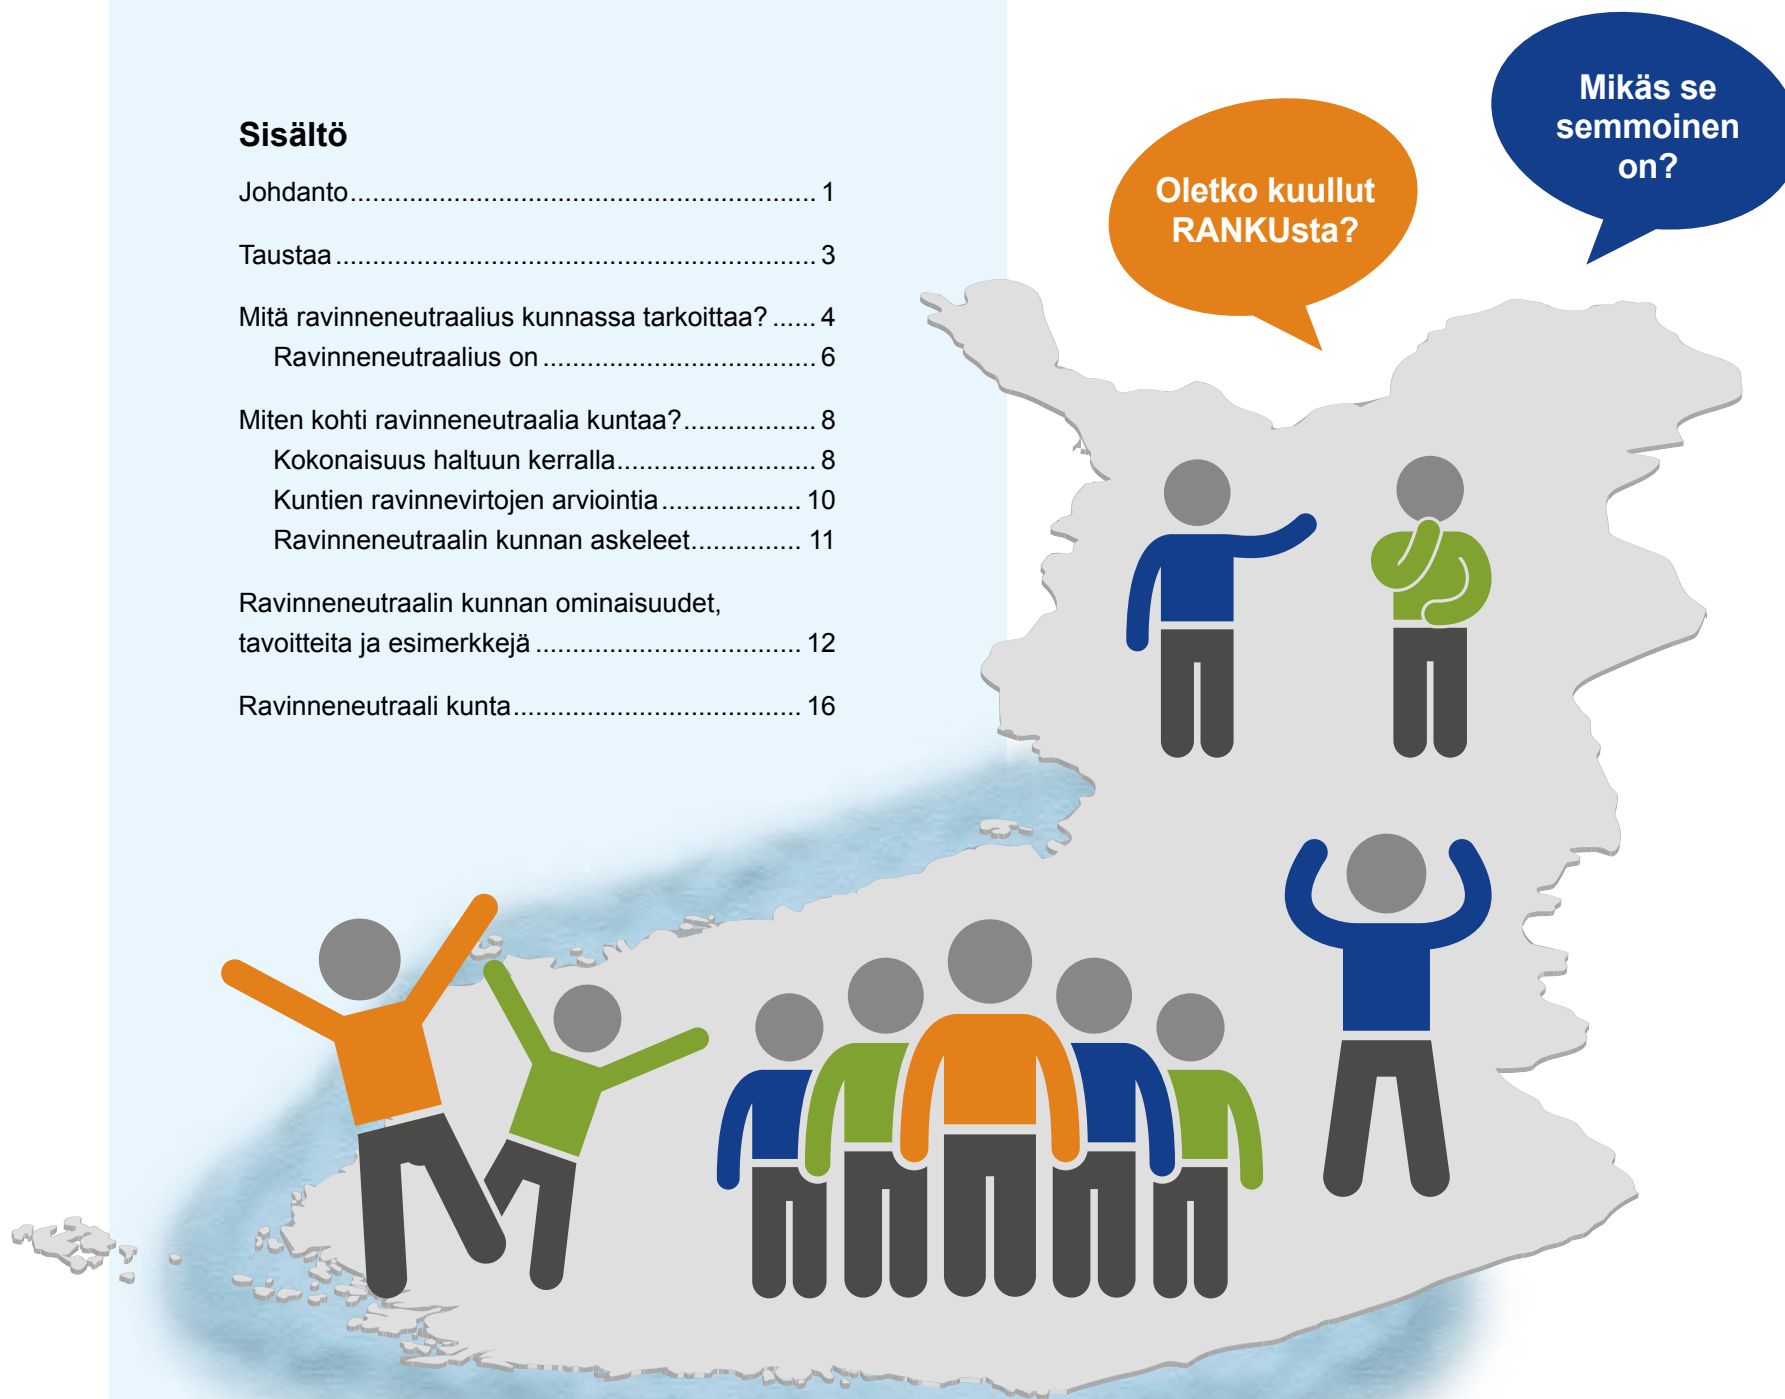 Sisältö
Johdanto............................................................... 1
Taustaa................................................................. 3
Mitä ravinneneutraalius kunnassa tarkoittaa?...... 4
Ravinneneutraalius on..................................... 6
Miten kohti ravinneneutraalia kuntaa?.................. 8
Kokonaisuus haltuun kerralla........................... 8
Kuntien ravinnevirtojen arviointia................... 10
Ravinneneutraalin kunnan askeleet............... 11
Ravinneneutraalin kunnan ominaisuudet,
tavoitteita ja esimerkkejä.................................... 12
Ravinneneutraali kunta....................................... 16
Oletko kuullut
RANKUsta?
Mikäs se
semmoinen
on?